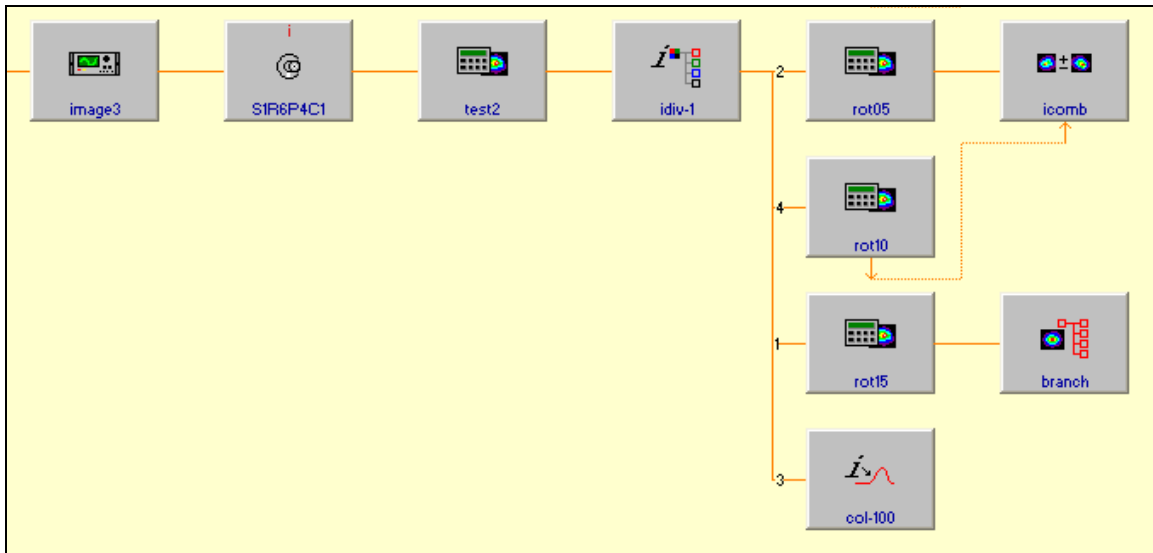 i
image3
S1R6P4C1
test2
i
idiv-1
2
rot05
±
icomb
4
rot10
1
rot15
branch
3
i
col-100